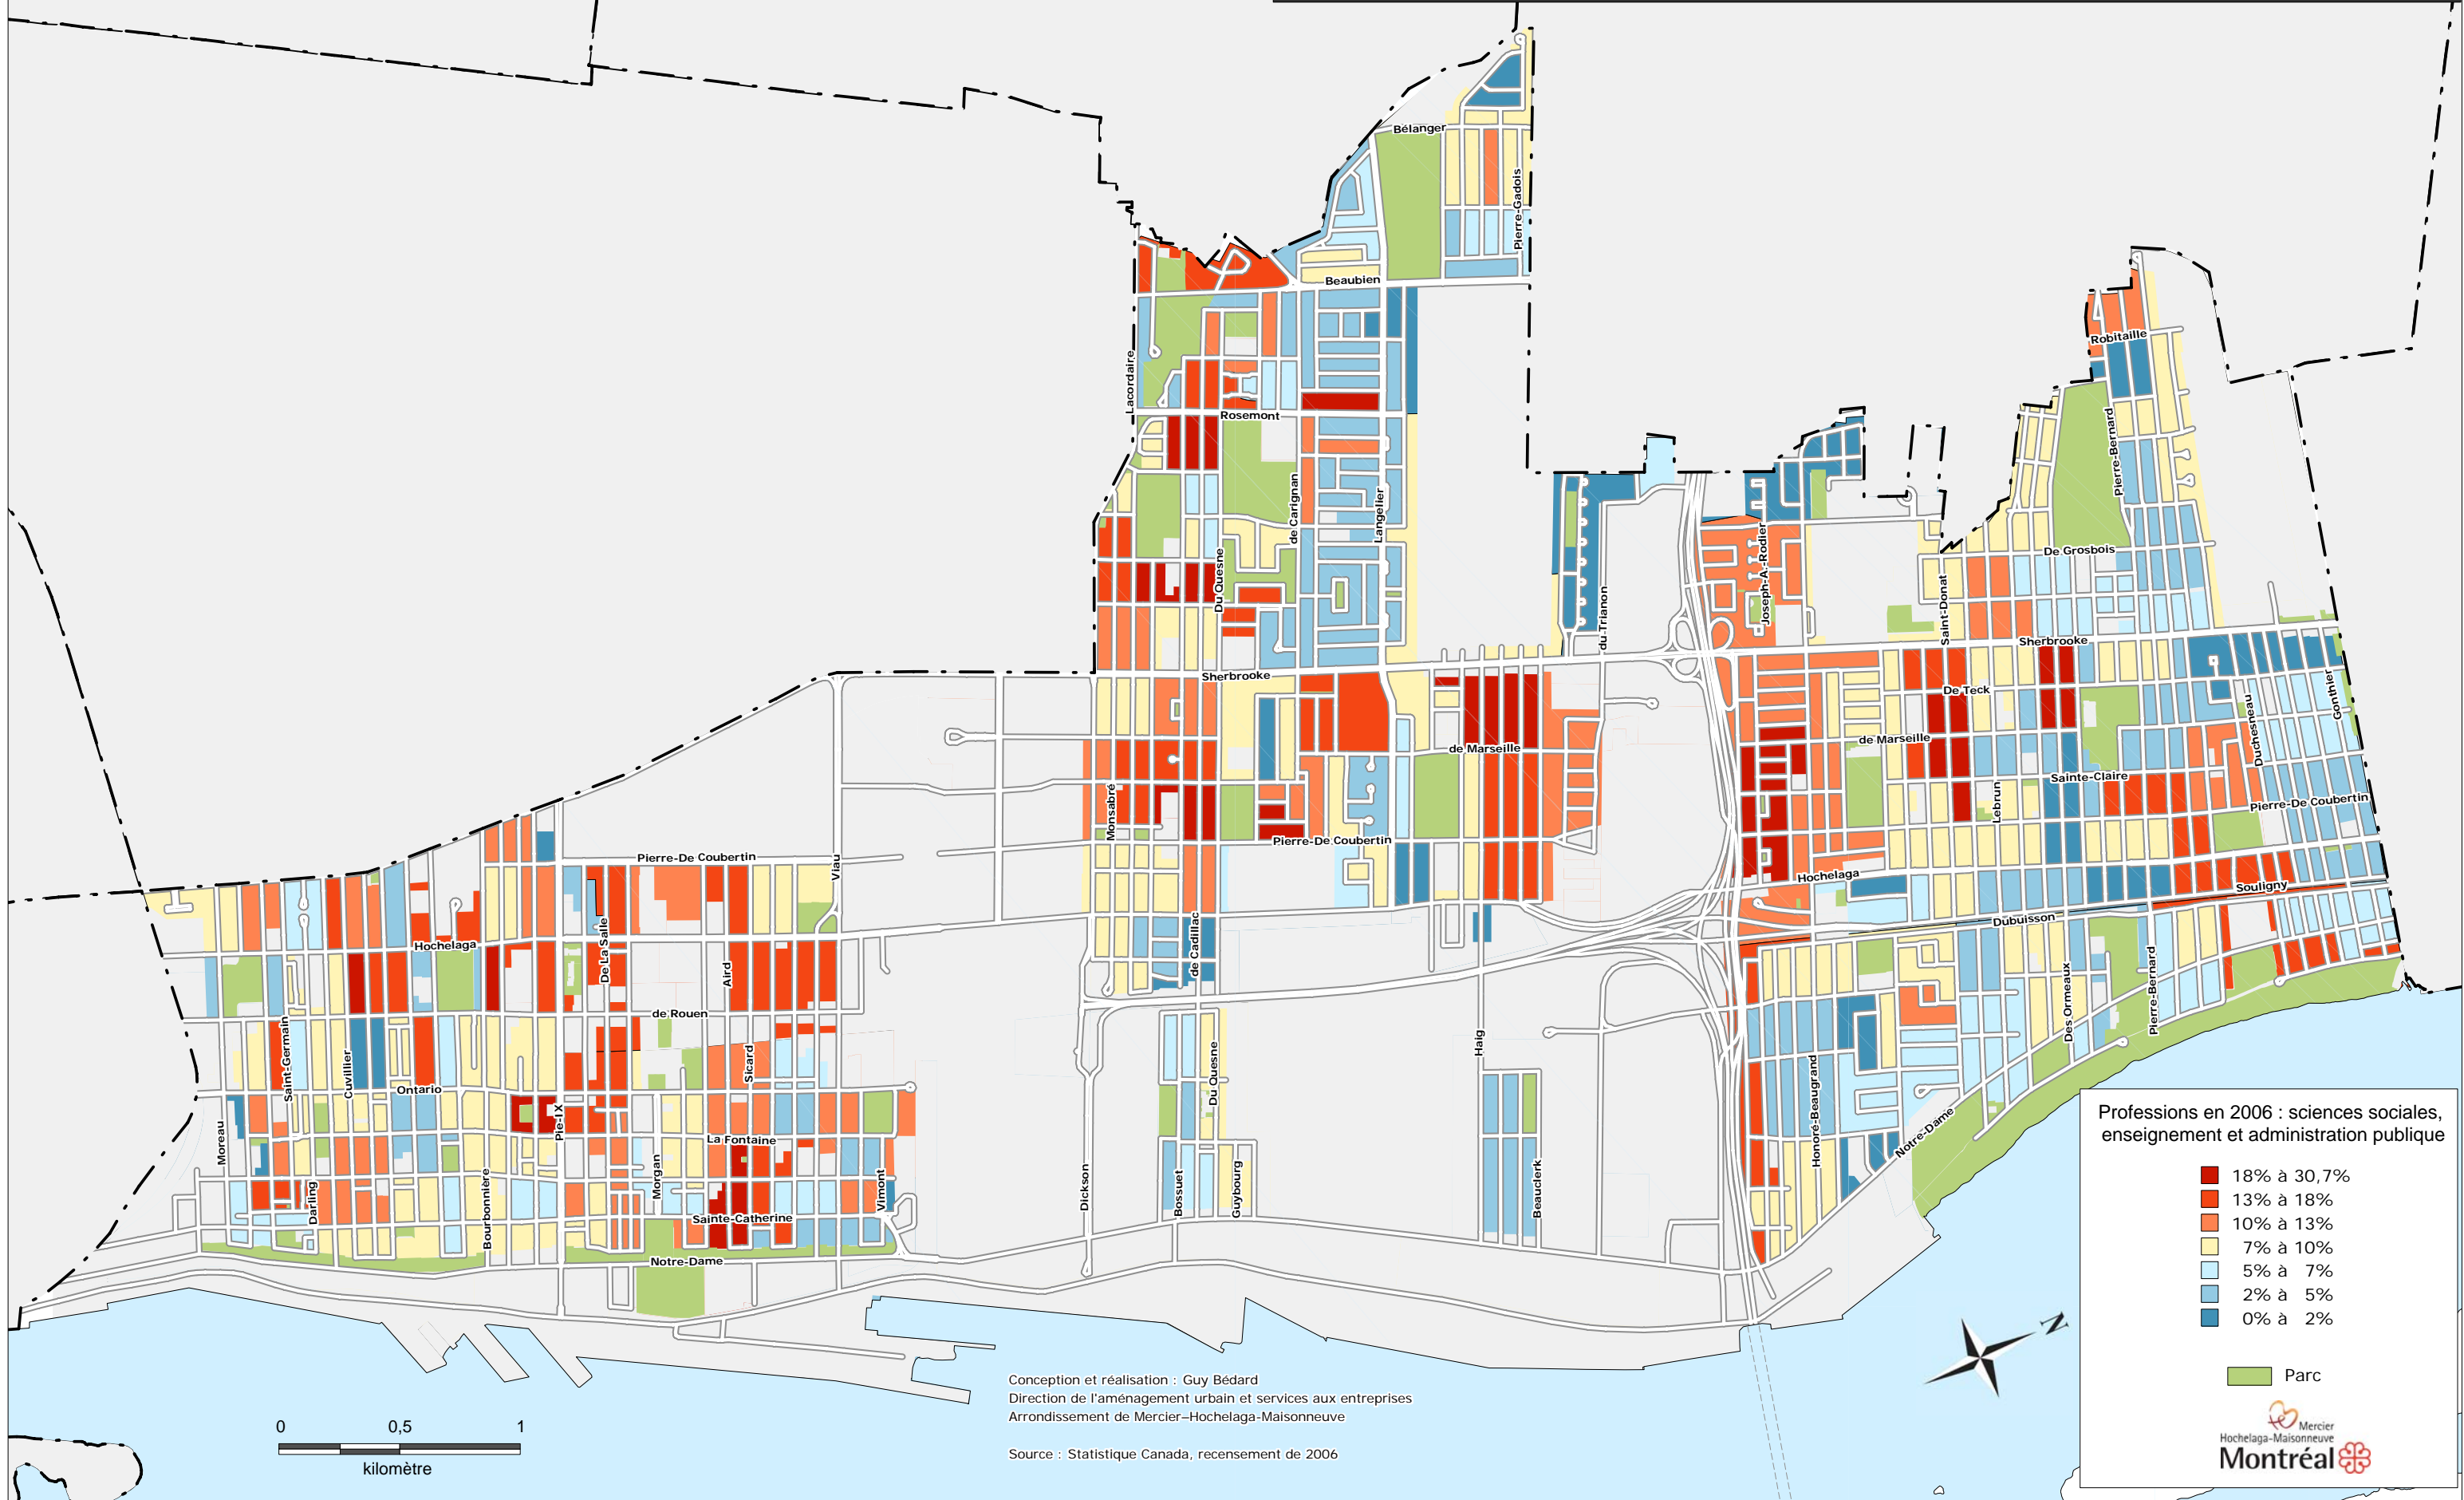 Bélanger
Pierre-Gadois
Beaubien
Lacordaire
Rosemont
Robitaille
Pierre-Bernard
de Carignan
Langelier
Du Quesne
De Grosbois
Joseph-A.-Rodier
du Trianon
Saint-Donat
Sherbrooke
Sherbrooke
De Teck
Gonthier
Duchesneau
de Marseille
de Marseille
Sainte-Claire
Monsabré
Lebrun
Pierre-De Coubertin
Pierre-De Coubertin
Pierre-De Coubertin
Viau
Hochelaga
Souligny
Dubuisson
Hochelaga
De La Salle
de Cadillac
Aird
Pierre-Bernard
Des Ormeaux
de Rouen
Saint-Germain
Cuvillier
Sicard
Haig
Du Quesne
Honoré-Beaugrand
Ontario
Pie-IX
Moreau
La Fontaine
Notre-Dame
Morgan
Vimont
Dickson
Bossuet
Guybourg
Beauclerk
Darling
Bourbonnière
Sainte-Catherine
Notre-Dame
Professions en 2006 : sciences sociales,
enseignement et administration publique
18% à 30,7%
13% à 18%
10% à 13%
7% à 10%
5% à 7%
2% à 5%
0% à 2%
Parc
N
Mercier
Hochelaga-Maisonneuve
Montréal
Conception et réalisation : Guy Bédard
Direction de l'aménagement urbain et services aux entreprises
Arrondissement de Mercier–Hochelaga-Maisonneuve
Source : Statistique Canada, recensement de 2006
0 0,5 1
kilomètre